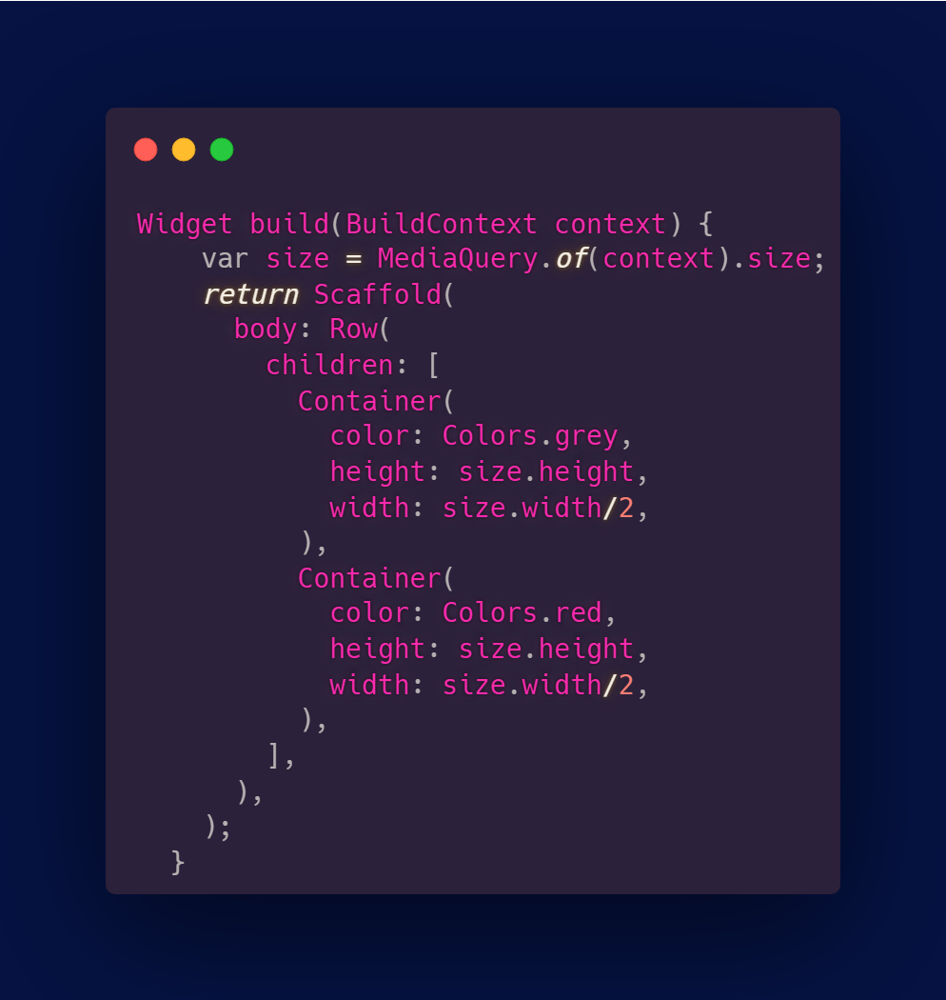 Widget build(BuildContext context) {
    var size = MediaQuery.of(context).size;
    return Scaffold(
      body: Row(
        children: [
          Container(
            color: Colors.grey,
            height: size.height,
            width: size.width/2,
          ),
          Container(
            color: Colors.red,
            height: size.height,
            width: size.width/2,
          ),
        ],
      ),
    );
  }